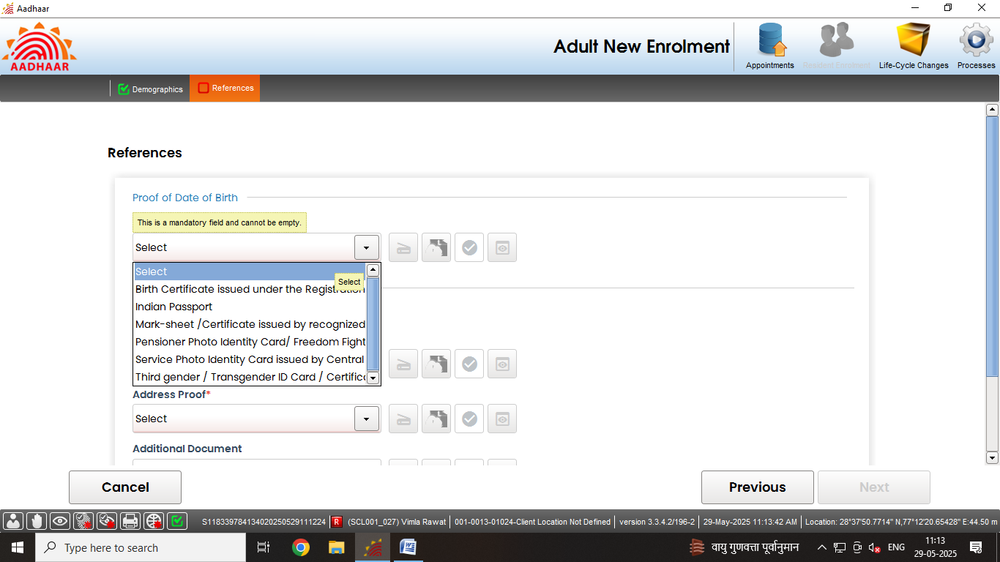 Aadhaar
AADHAAR
Adult New Enrolment
Appointments
Resident Enrolment
Life-Cycle Changes
Processes
Demographics
References
References
Proof of Date of Birth
This is a mandatory field and cannot be empty.
Select
Select
Select
Birth Certificate issued under the Registration
Indian Passport
Mark-sheet /Certificate issued by recognized
Pensioner Photo Identity Card/ Freedom Fight
Service Photo Identity Card issued by Central
Third gender / Transgender ID Card / Certific
Address Proof*
Select
Additional Document
Cancel
Previous
Next
S118339784134020250529111224 R (SCL001_027) Vimla Rawat 001-0013-01024-Client Location Not Defined version 3.3.4.2/196-2 29-May-2025 11:13:42 AM Location: 28°37'50.7714" N,77°12'20.65428" E:44.50 m
Type here to search
वायु गुणवत्ता पूर्वानुमान
ENG
11:13
29-05-2025